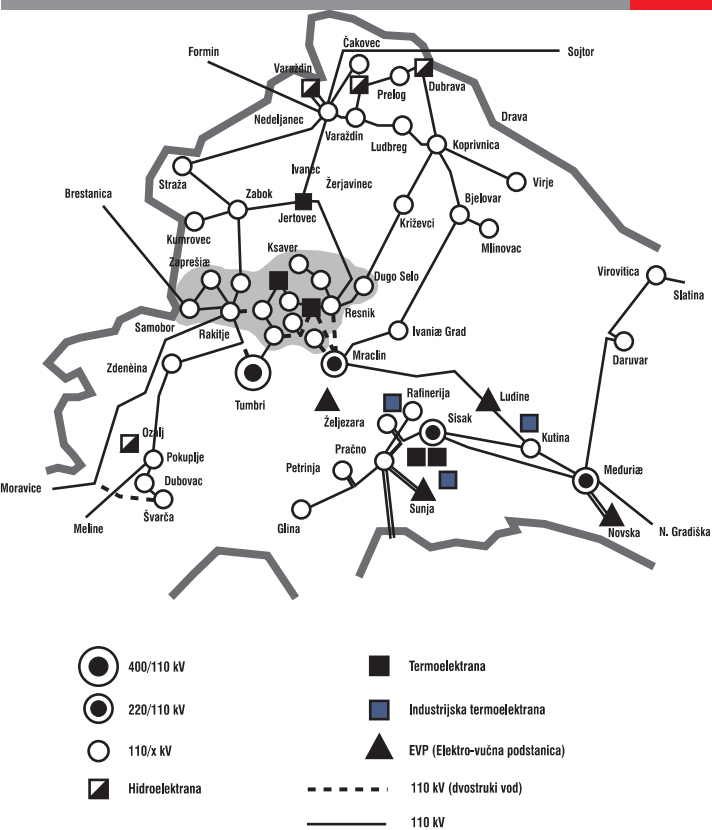 Čakovec
Formin
Sojtor
Varaždin
Prelog
Dubrava
Nedeljanec
Varaždin
Drava
Ludbreg
Koprivnica
Ivanec
Straža
Žerjavinec
Virje
Brestanica
Zabok
Bjelovar
Jertovec
Križevci
Kumrovec
Mlinovac
Ksaver
Zaprešiæ
Dugo Selo
Virovitica
Slatina
Samobor
Resnik
Rakitje
Ivaniæ Grad
Mraclin
Daruvar
Zdenèina
Tumbri
Rafinerija
Ludine
Željezara
Sisak
Ozalj
Kutina
Pračno
Pokuplje
Petrinja
Međuriæ
Dubovac
Moravice
Sunja
Švarča
Glina
Meline
Novska
N. Gradiška
400/110 kV
Termoelektrana
220/110 kV
Industrijska termoelektrana
110/x kV
EVP (Elektro-vučna podstanica)
Hidroelektrana
110 kV (dvostruki vod)
110 kV